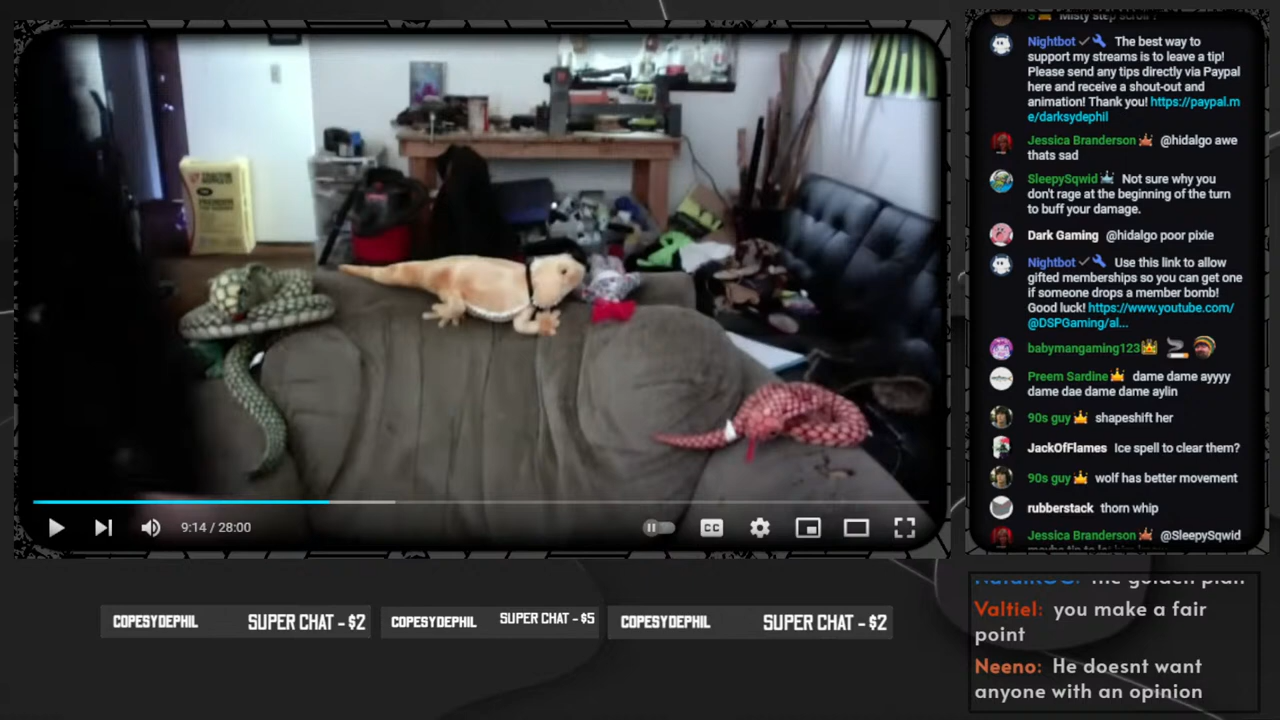 Misty step scroll ?
Nightbot The best way to
support my streams is to leave a tip!
Please send any tips directly via Paypal
here and receive a shout-out and
animation! Thank you! https://paypal.m
e/darksydephil
Jessica Branderson @hidalgo awe
thats sad
SleepySqwid Not sure why you
don't rage at the beginning of the turn
to buff your damage.
Dark Gaming @hidalgo poor pixie
Nightbot Use this link to allow
gifted memberships so you can get one
if someone drops a member bomb!
Good luck! https://www.youtube.com/
@DSPGaming/al...
babymangaming123
Preem Sardine dame dame ayyyy
dame dae dame dame aylin
90s guy shapeshift her
JackOfFlames Ice spell to clear them?
90s guy wolf has better movement
rubberstack thorn whip
Jessica Branderson @SleepySqwid
9:14 / 28:00
CC
COPESYDEPHIL SUPER CHAT - $2
COPESYDEPHIL SUPER CHAT - $5
COPESYDEPHIL SUPER CHAT - $2
the golden plan
Valtiel: you make a fair
point
Neeno: He doesnt want
anyone with an opinion